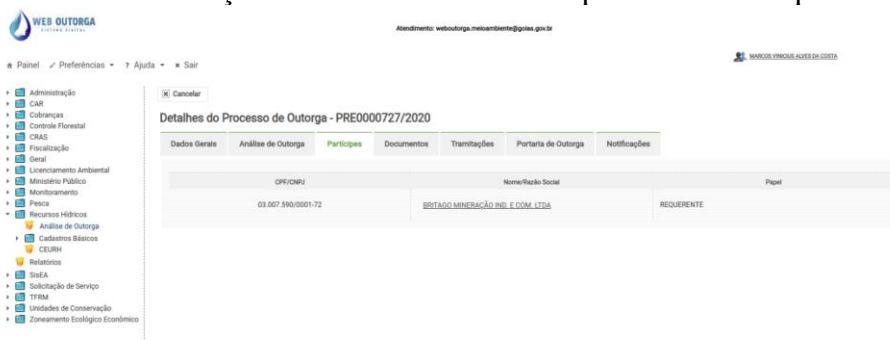 WEB OUTORGA
SISTEMA DIGITAL
Atendimento: weboutorga.meioambiente@goias.gov.br
Painel Preferências ? Ajuda Sair
MARCOS VINICIUS ALVES DA COSTA
Administração
CAR
Cobranças
Controle Florestal
CRAS
Fiscalização
Geral
Licenciamento Ambiental
Ministério Público
Monitoramento
Pesca
Recursos Hídricos
Análise de Outorga
Cadastros Básicos
CEURH
Relatórios
SisEA
Solicitação de Serviço
TFRM
Unidades de Conservação
Zoneamento Ecológico Econômico
Cancelar
Detalhes do Processo de Outorga - PRE0000727/2020
Dados Gerais Análise de Outorga Partícipes Documentos Tramitações Portaria de Outorga Notificações
CPF/CNPJ Nome/Razão Social Papel
03.007.590/0001-72 BRITAGO MINERAÇÃO IND. E COM. LTDA REQUERENTE